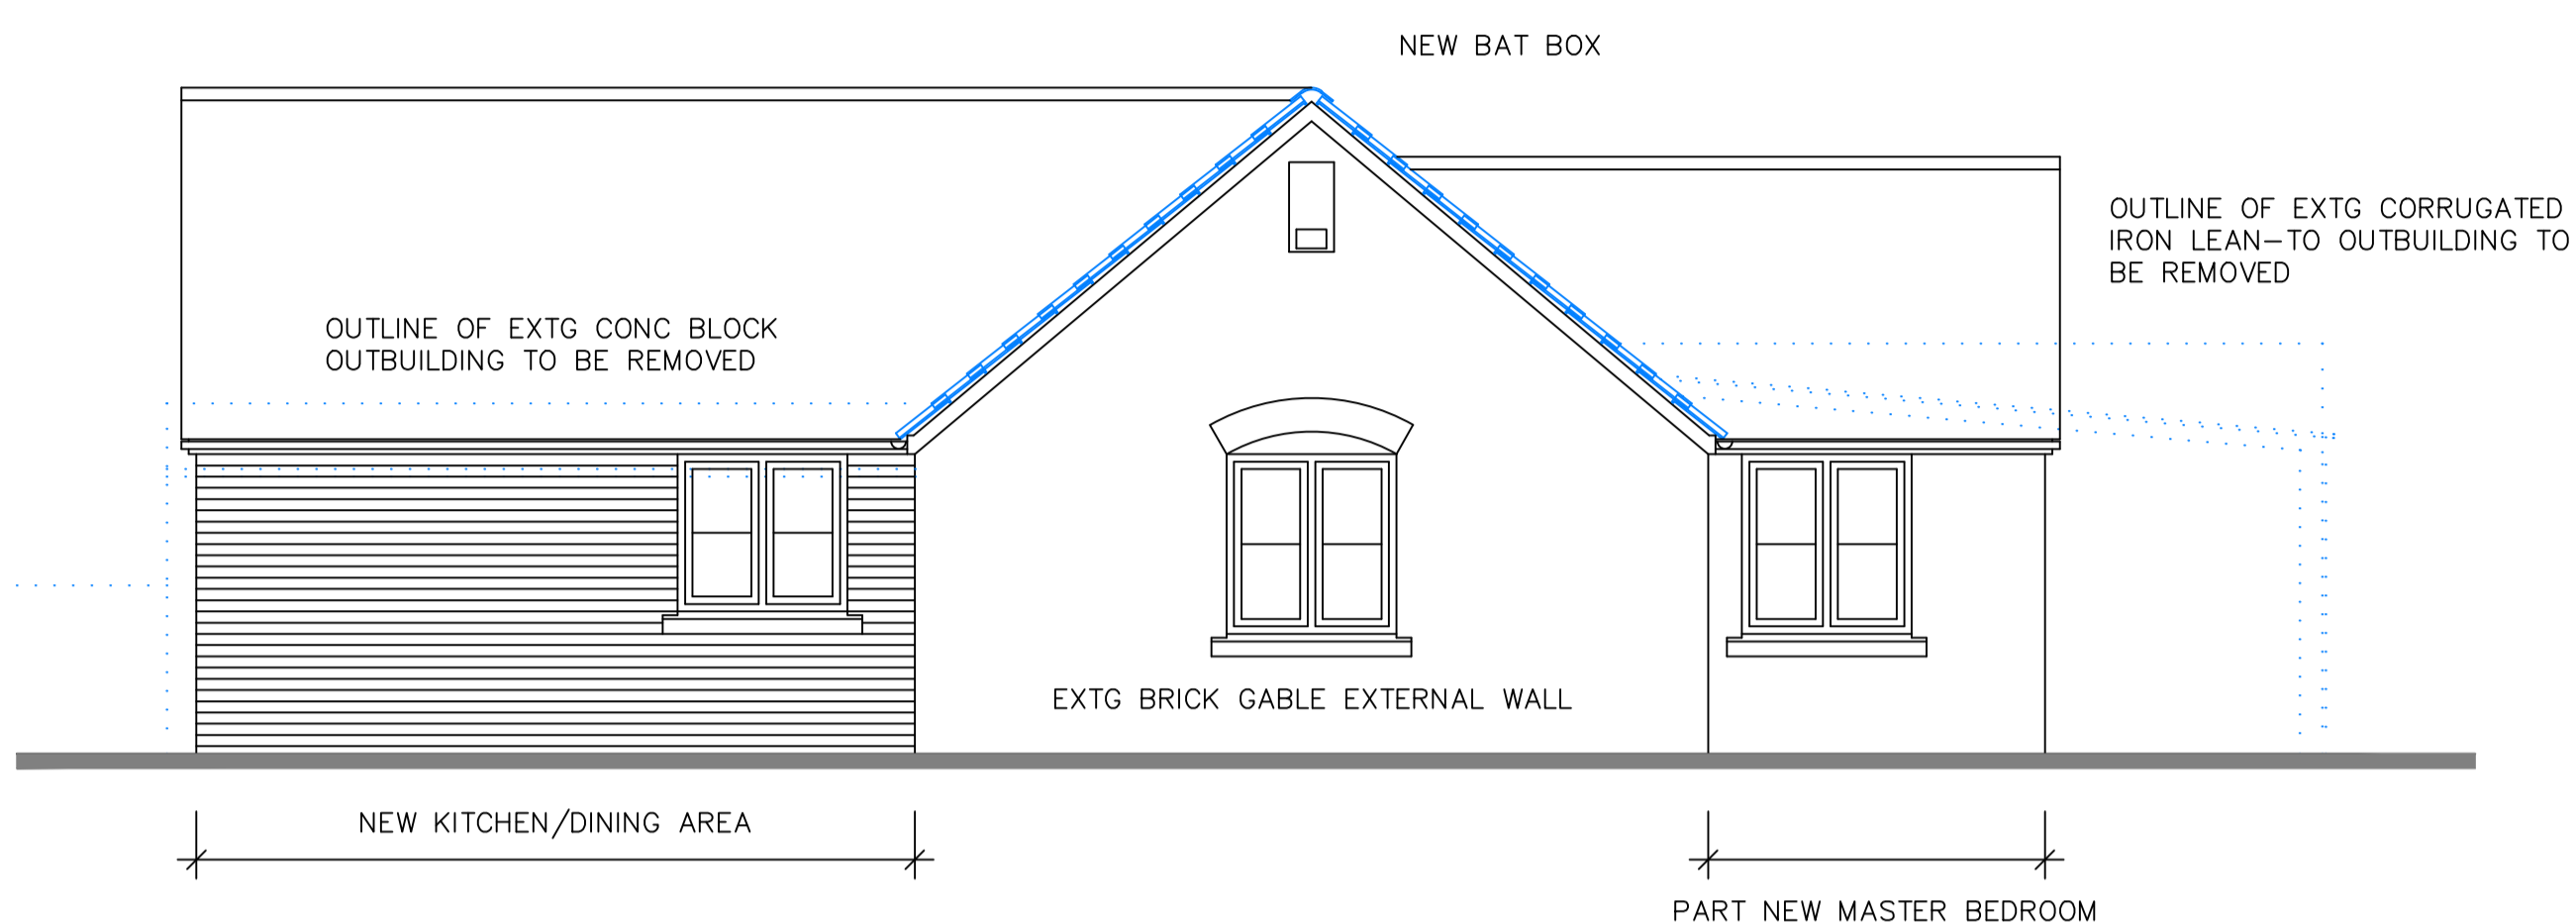 NEW BAT BOX
OUTLINE OF EXTG CORRUGATED
IRON LEAN-TO OUTBUILDING TO
BE REMOVED
OUTLINE OF EXTG CONC BLOCK
OUTBUILDING TO BE REMOVED
EXTG BRICK GABLE EXTERNAL WALL
NEW KITCHEN/DINING AREA
PART NEW MASTER BEDROOM